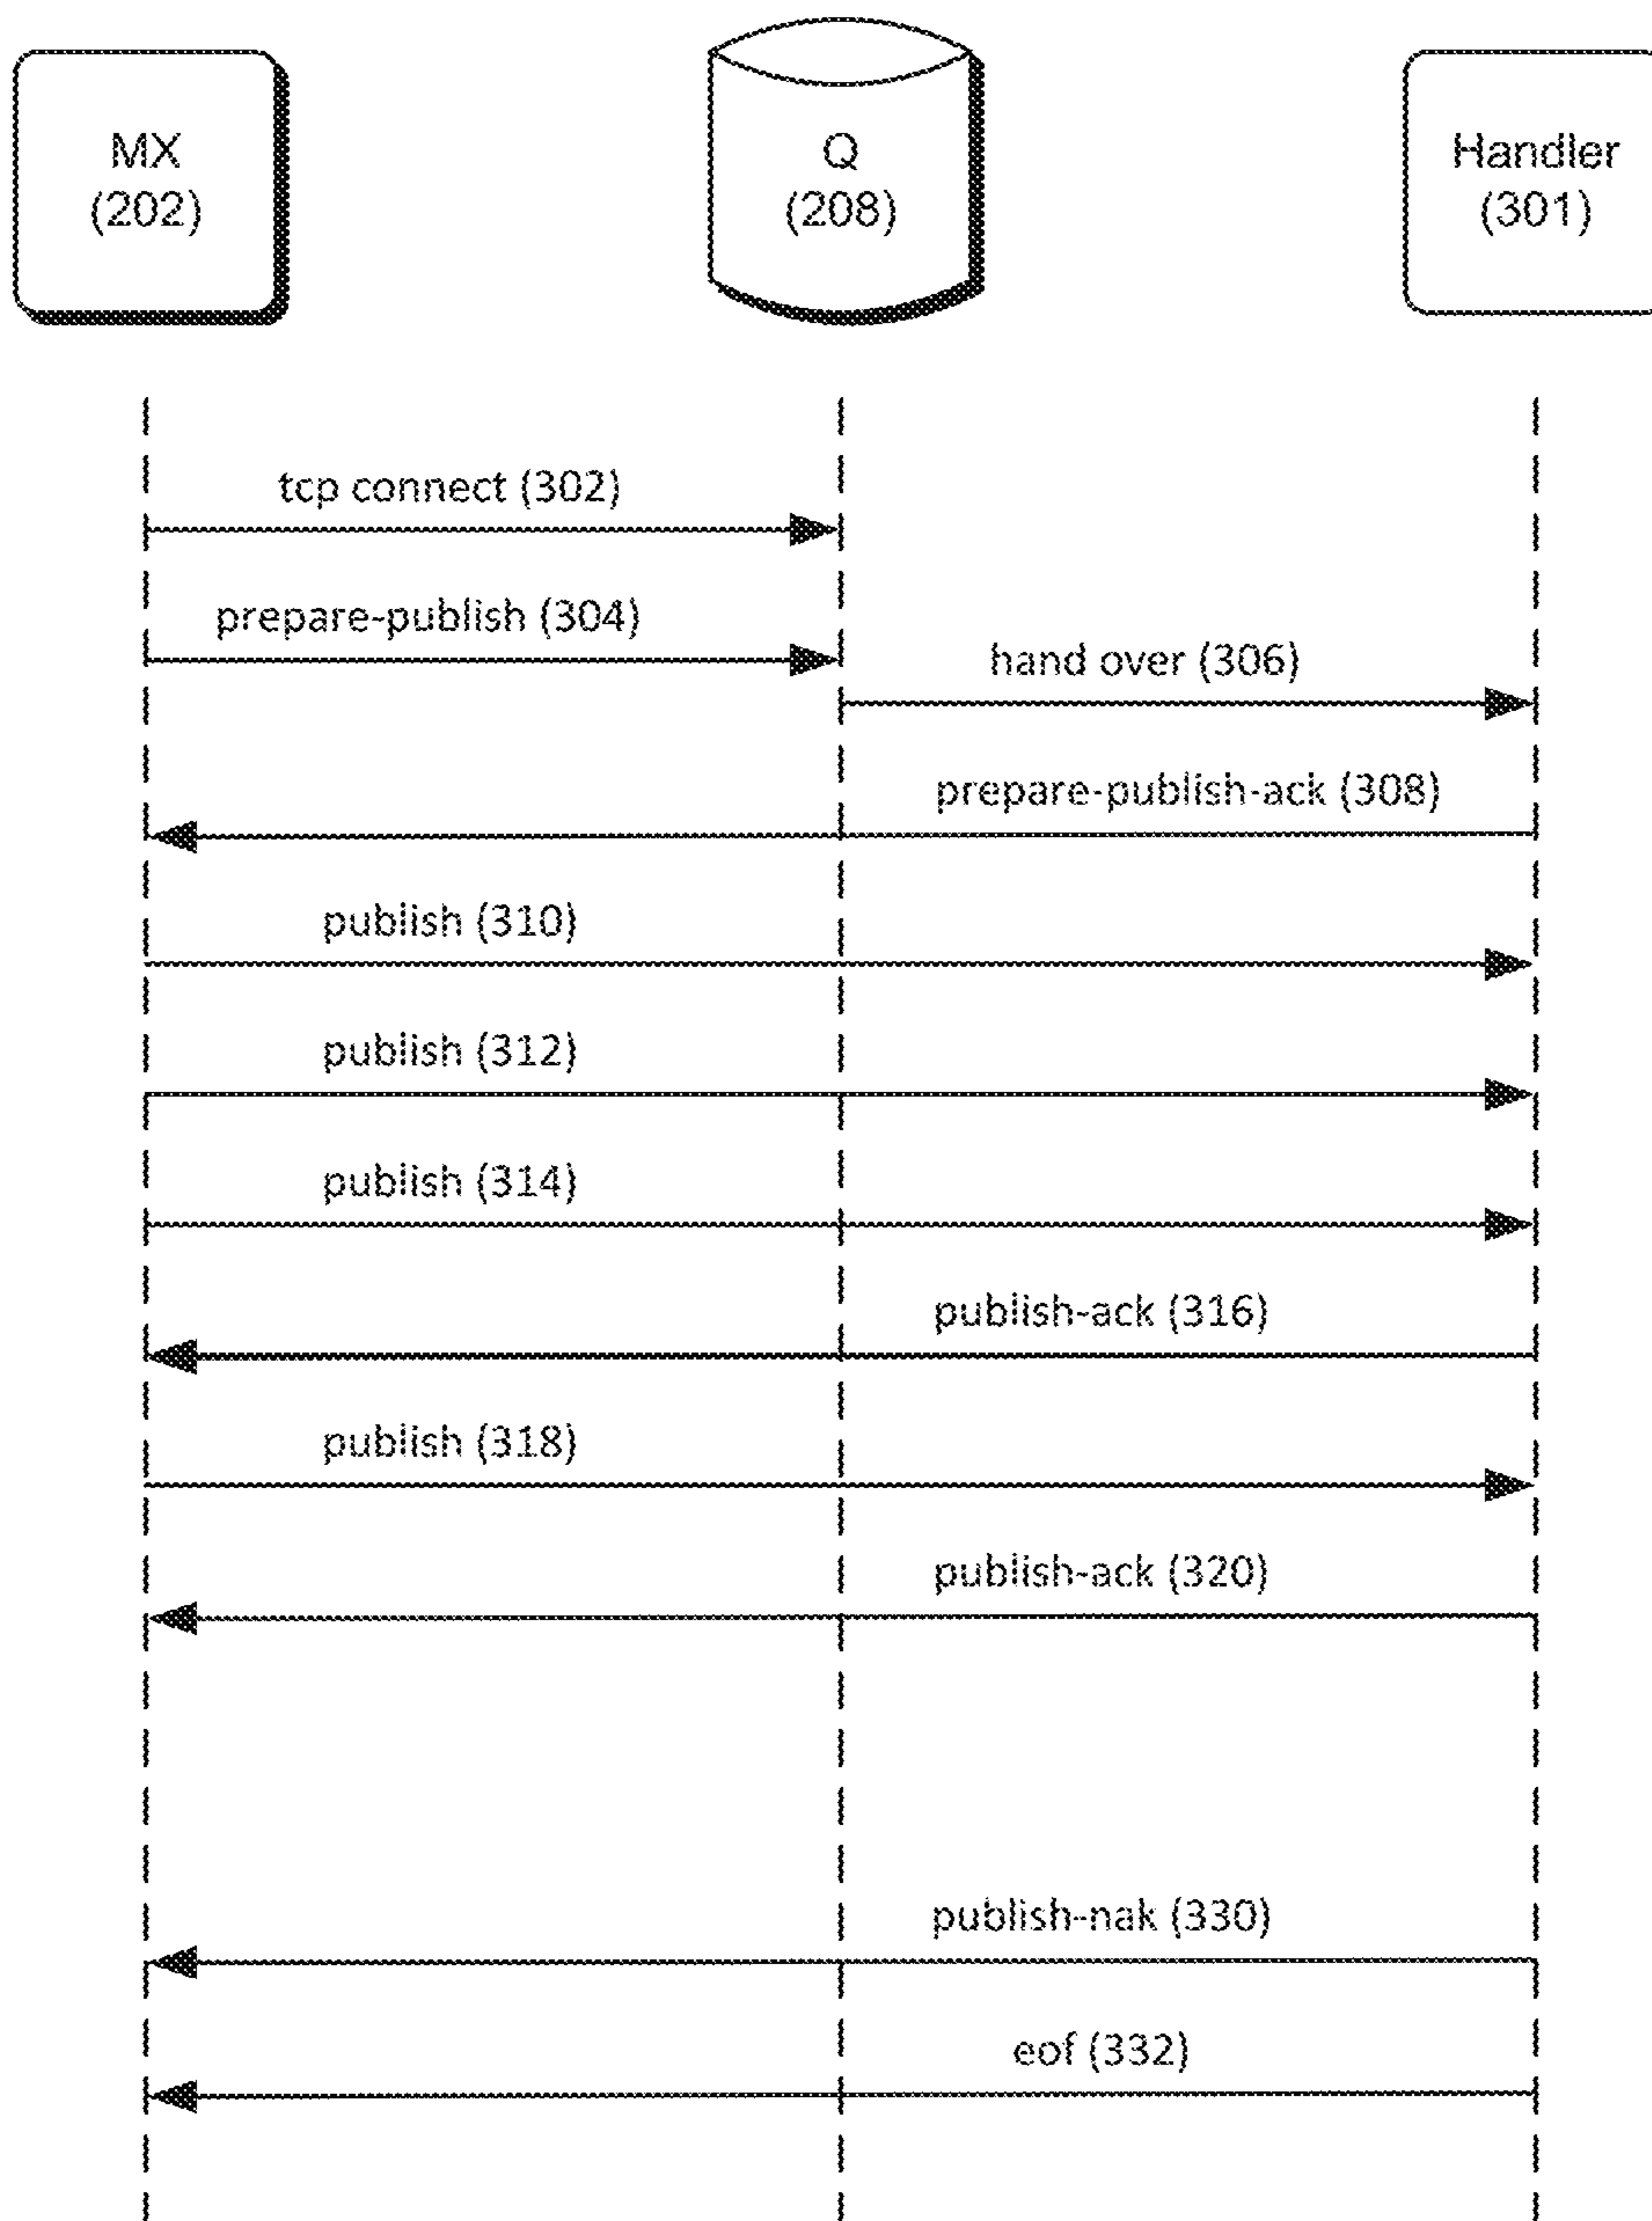 MX
(202)
Q
(208)
Handler
(301)
tcp connect (302)
prepare-publish (304)
hand over (306)
prepare-publish-ack (308)
publish (310)
publish (312)
publish (314)
publish-ack (316)
publish (318)
publish-ack (320)
publish-nak (330)
eof (332)